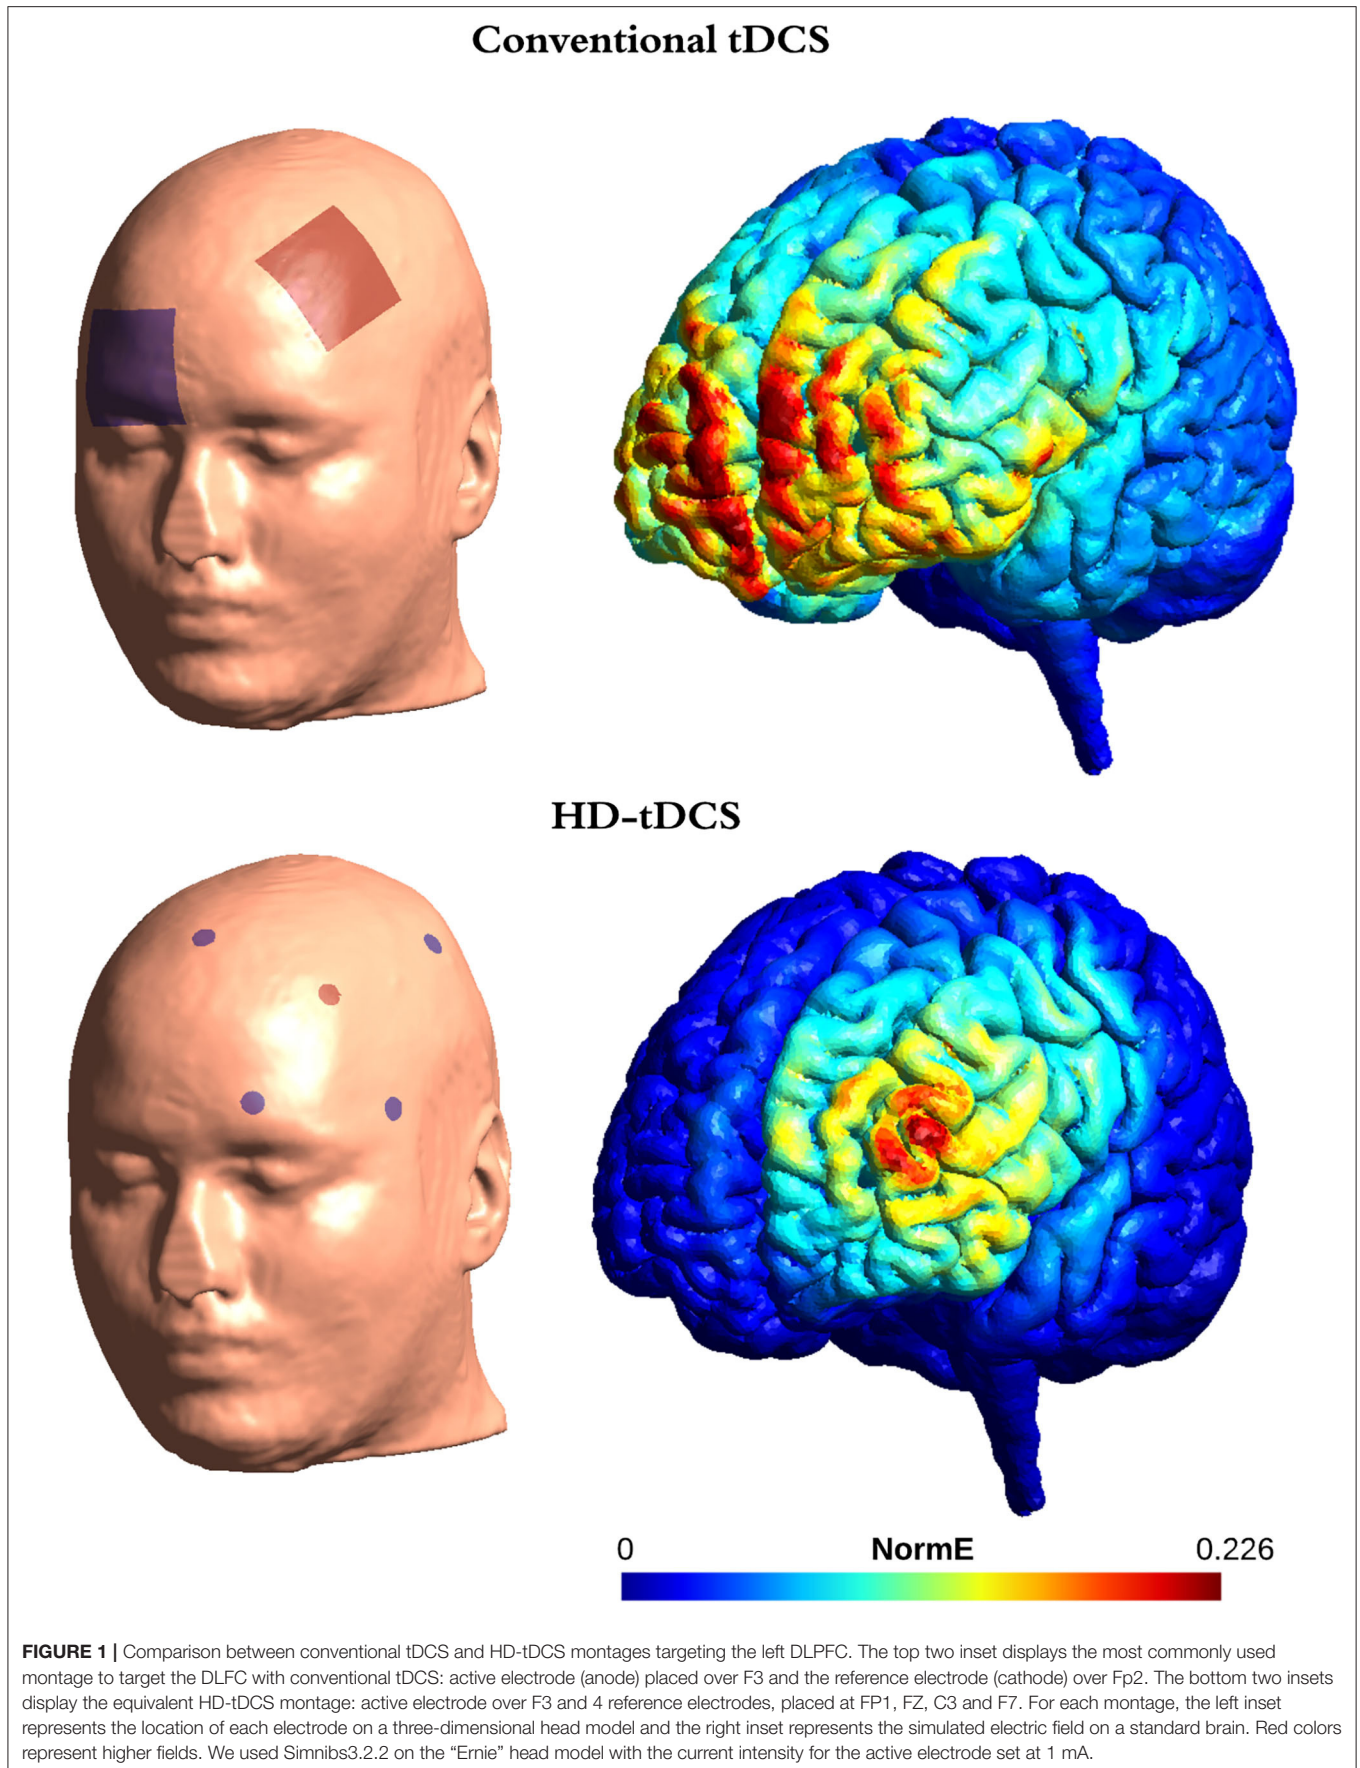 Conventional tDCS
HD-tDCS
0 NormE 0.226
FIGURE 1 | Comparison between conventional tDCS and HD-tDCS montages targeting the left DLPFC. The top two inset displays the most commonly used
montage to target the DLFC with conventional tDCS: active electrode (anode) placed over F3 and the reference electrode (cathode) over Fp2. The bottom two insets
display the equivalent HD-tDCS montage: active electrode over F3 and 4 reference electrodes, placed at FP1, FZ, C3 and F7. For each montage, the left inset
represents the location of each electrode on a three-dimensional head model and the right inset represents the simulated electric field on a standard brain. Red colors
represent higher fields. We used Simnibs3.2.2 on the “Ernie” head model with the current intensity for the active electrode set at 1 mA.